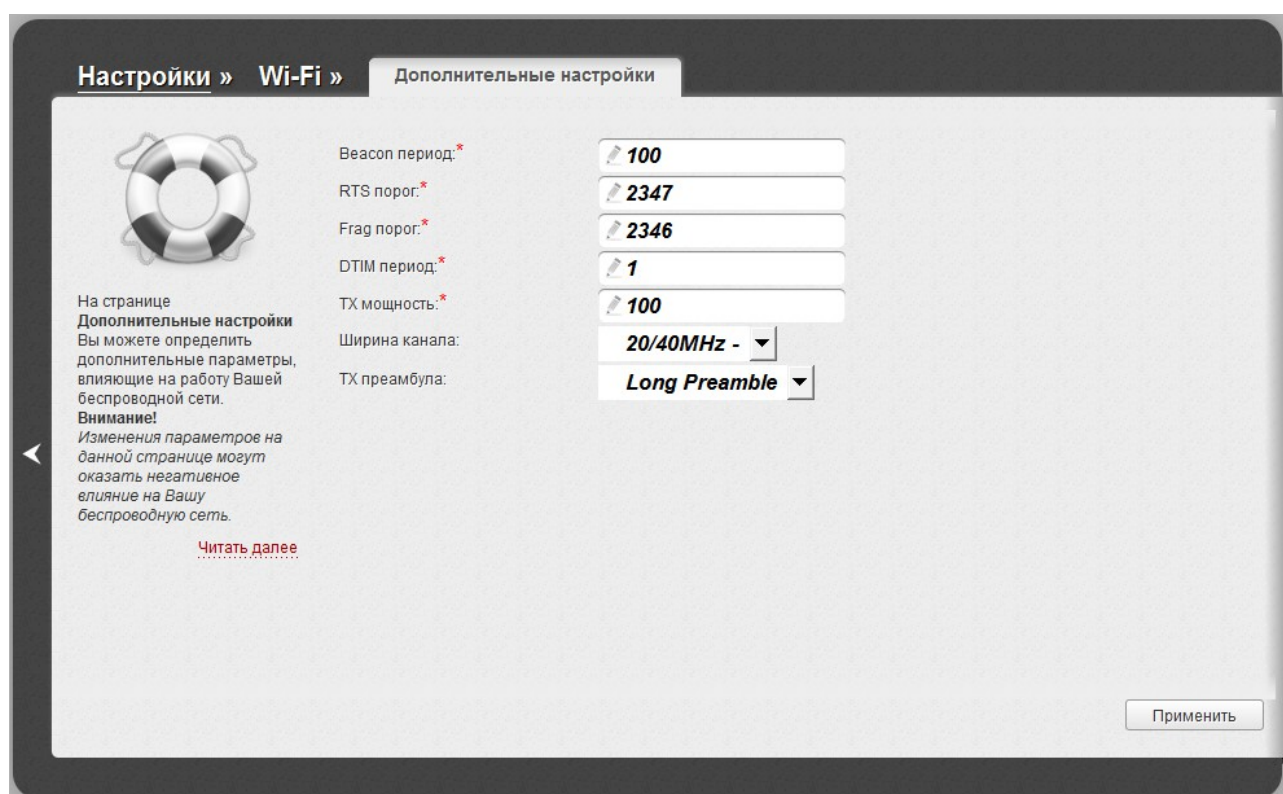 Настройки » Wi-Fi » Дополнительные настройки
На странице
Дополнительные настройки
Вы можете определить
дополнительные параметры,
влияющие на работу Вашей
беспроводной сети.
Внимание!
Изменения параметров на
данной странице могут
оказать негативное
влияние на Вашу
беспроводную сеть.
Читать далее
Beacon период:* 100
RTS порог:* 2347
Frag порог:* 2346
DTIM период:* 1
TX мощность:* 100
Ширина канала: 20/40MHz -
TX преамбула: Long Preamble
Применить